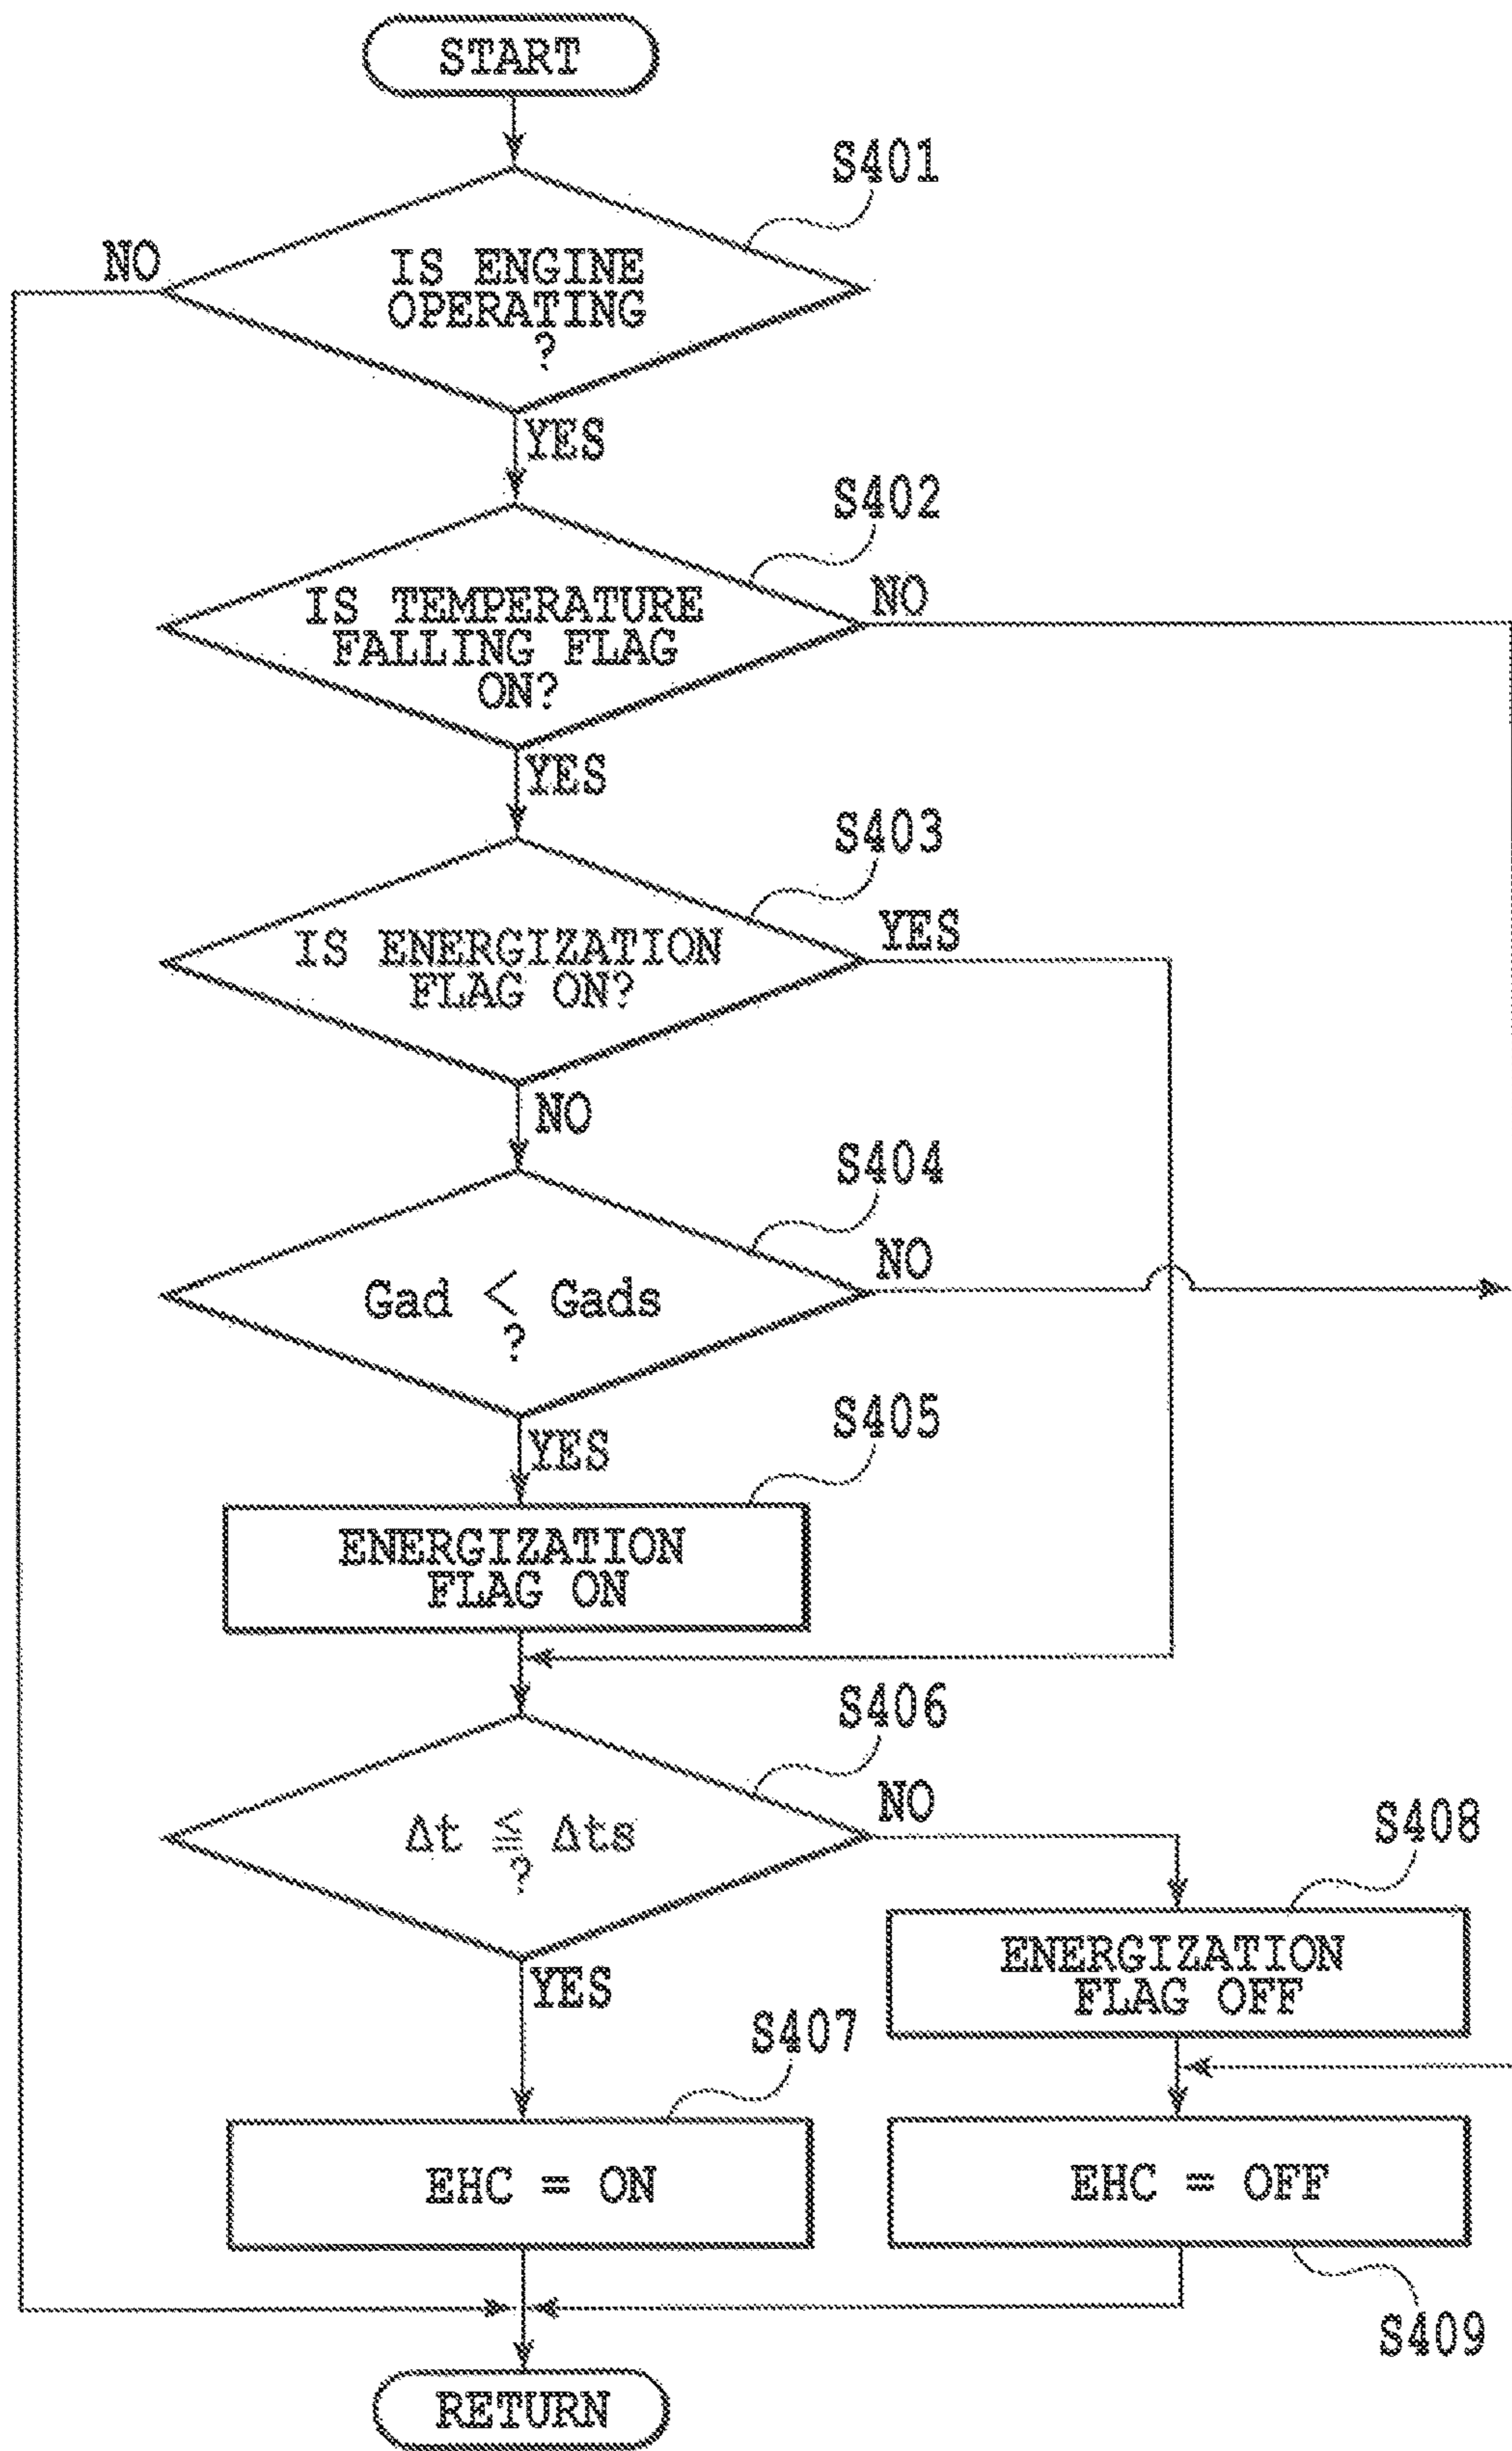 START
S401
NO
IS ENGINE
OPERATING
?
YES
S402
NO
IS TEMPERATURE
FALLING FLAG
ON?
YES
S403
YES
IS ENERGIZATION
FLAG ON?
NO
S404
NO
Gad < Gads
?
YES
S405
ENERGIZATION
FLAG ON
S406
NO
Δt ≦ Δts
?
S408
YES
ENERGIZATION
FLAG OFF
S407
EHC = ON
EHC = OFF
S409
RETURN